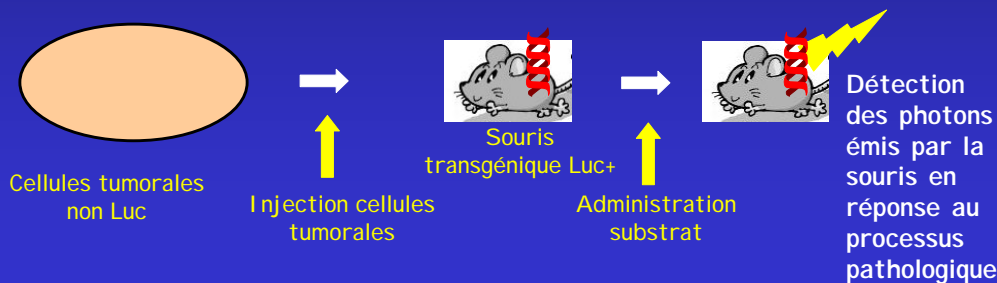 Cellules tumorales
non Luc
Injection cellules
tumorales
Souris
transgénique Luc+
Administration
substrat
Détection
des photons
émis par la
souris en
réponse au
processus
pathologique